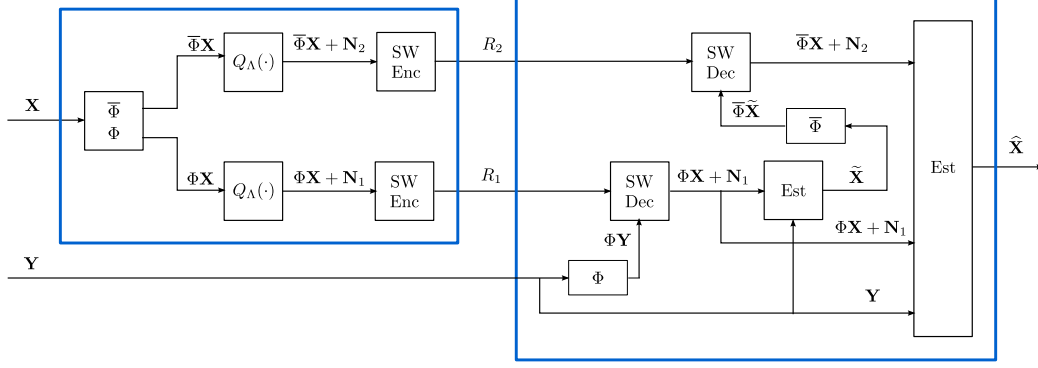 X
Φ̅
Φ
Φ̅X
Q_Λ(·)
Φ̅X + N₂
SW
Enc
R₂
SW
Dec
Φ̅X + N₂
Φ̅X̃
Φ̅
ΦX
Q_Λ(·)
ΦX + N₁
SW
Enc
R₁
SW
Dec
ΦX + N₁
Est
X̃
ΦX + N₁
Est
X̂
ΦY
Y
Φ
Y